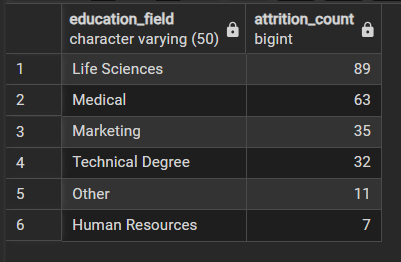 education_field attrition_count
character varying (50) bigint
1 Life Sciences 89
2 Medical 63
3 Marketing 35
4 Technical Degree 32
5 Other 11
6 Human Resources 7